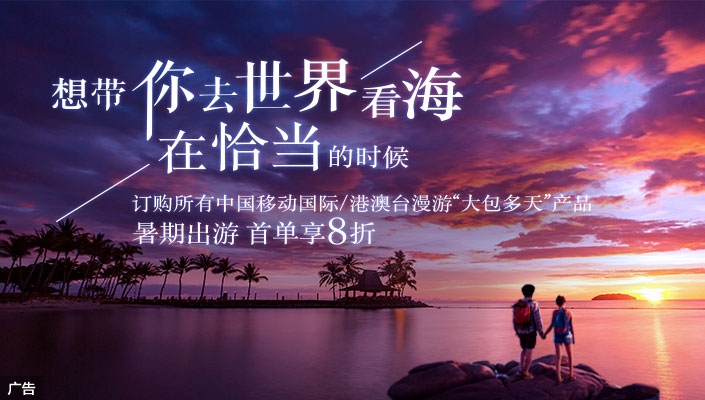 想带你去世界看海
在恰当的时候
订购所有中国移动国际/港澳台漫游“大包多天”产品
暑期出游 首单享8折
广告